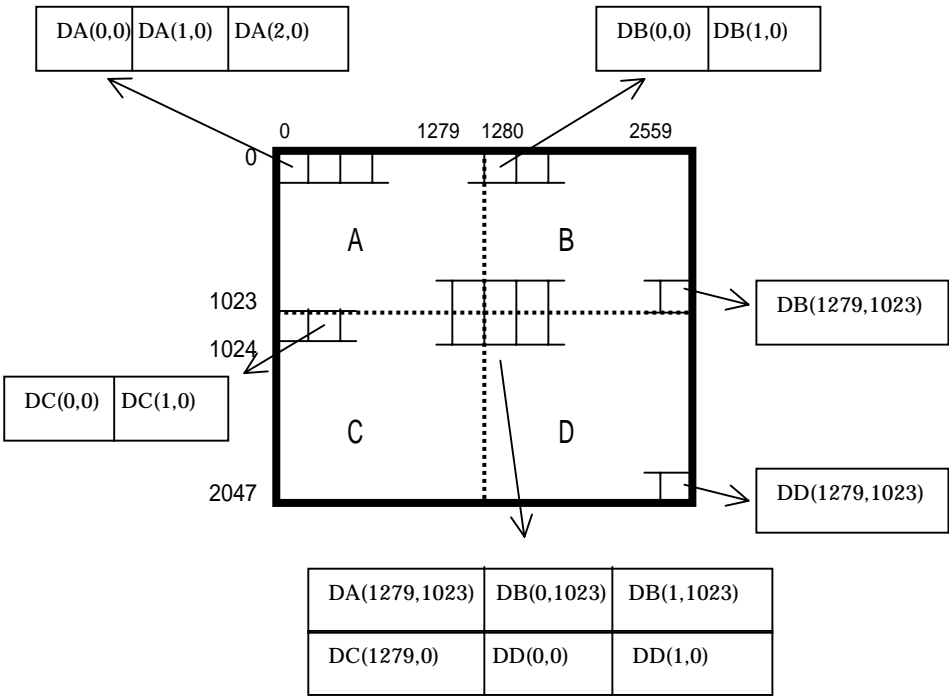 DA(0,0) DA(1,0) DA(2,0)
DB(0,0) DB(1,0)
0 1279 1280 2559
0
A B
1023
DB(1279,1023)
1024
DC(0,0) DC(1,0)
C D
2047
DD(1279,1023)
DA(1279,1023) DB(0,1023) DB(1,1023)
DC(1279,0) DD(0,0) DD(1,0)